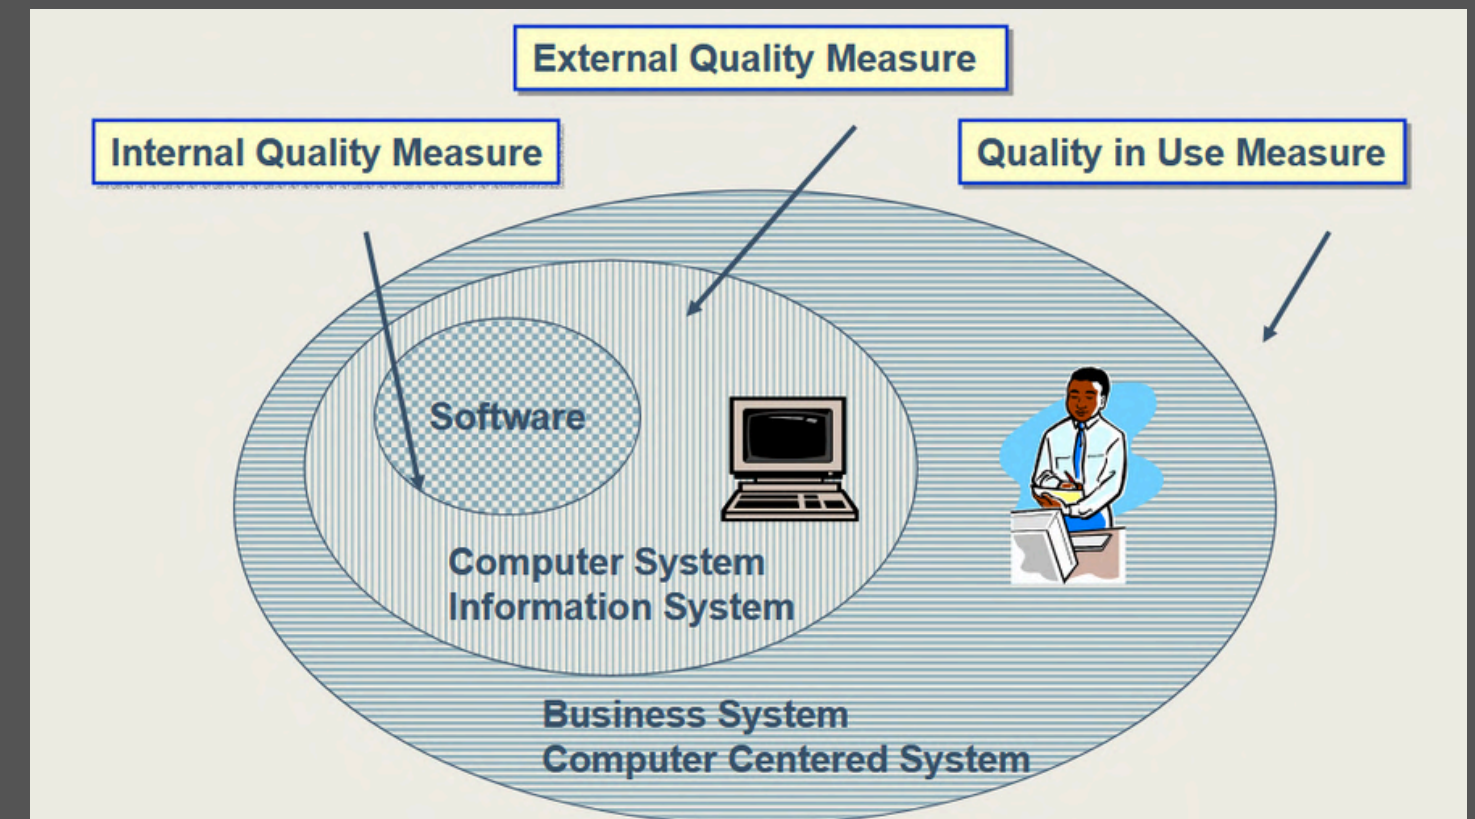 External Quality Measure
Internal Quality Measure
Quality in Use Measure
Software
Computer System
Information System
Business System
Computer Centered System